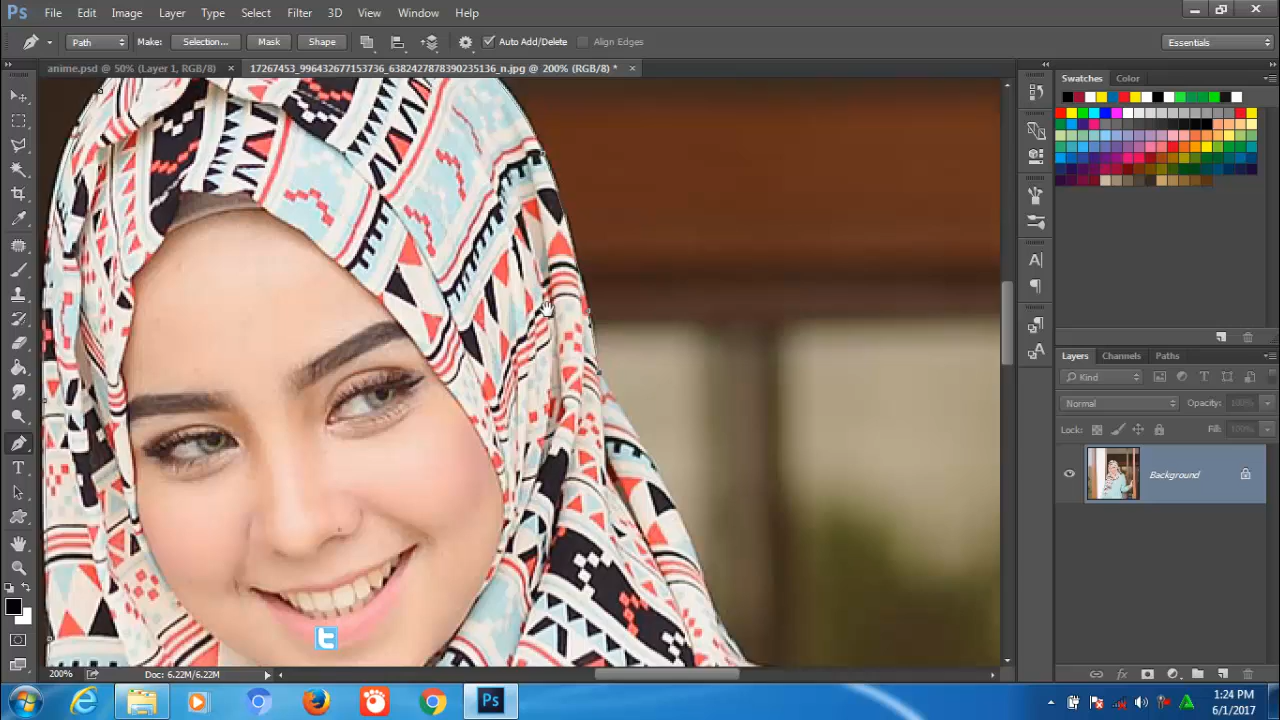 Ps File Edit Image Layer Type Select Filter 3D View Window Help
Path Make: Selection... Mask Shape Auto Add/Delete Align Edges Essentials
anime.psd @ 50% (Layer 1, RGB/8) × 17267453_996432677153736_6382427878390235136_n.jpg @ 200% (RGB/8) * ×
Swatches Color
Layers Channels Paths
Kind
Normal Opacity: 100%
Lock: Fill: 100%
Background
200% Doc: 6.22M/6.22M
Ps
1:24 PM
6/1/2017